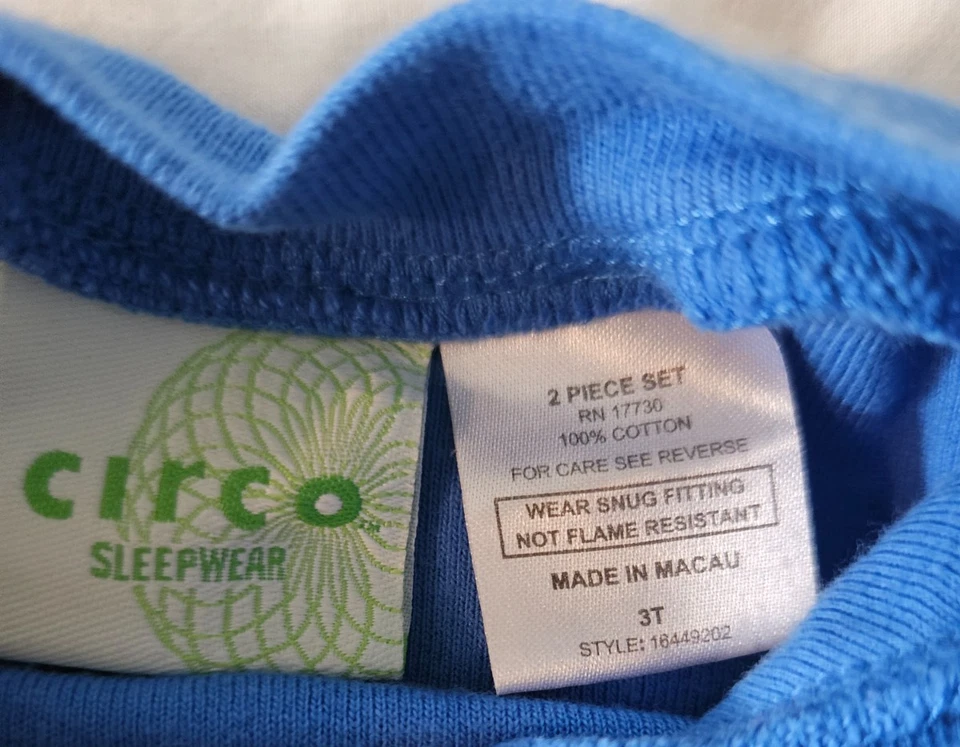 circo™
SLEEPWEAR
2 PIECE SET
RN 17730
100% COTTON
FOR CARE SEE REVERSE
WEAR SNUG FITTING
NOT FLAME RESISTANT
MADE IN MACAU
3T
STYLE: 16449202